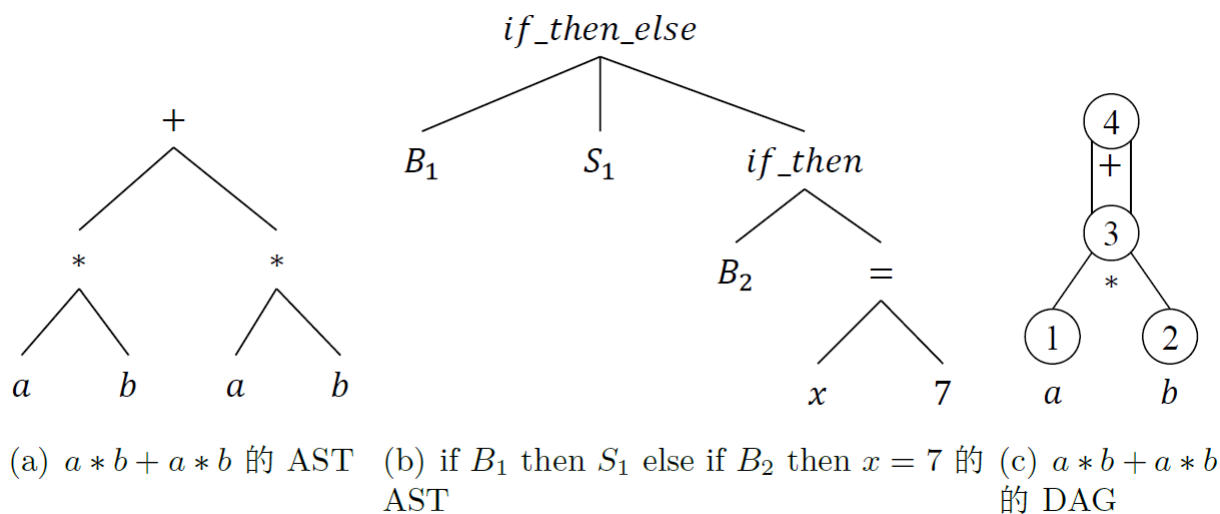 if_then_else
+
B₁ S₁ if_then
4
+
* *
B₂ =
3
*
a b a b
x 7
1 2
a b
(a) a * b + a * b 的 AST
(b) if B₁ then S₁ else if B₂ then x = 7 的
AST
(c) a * b + a * b
的 DAG